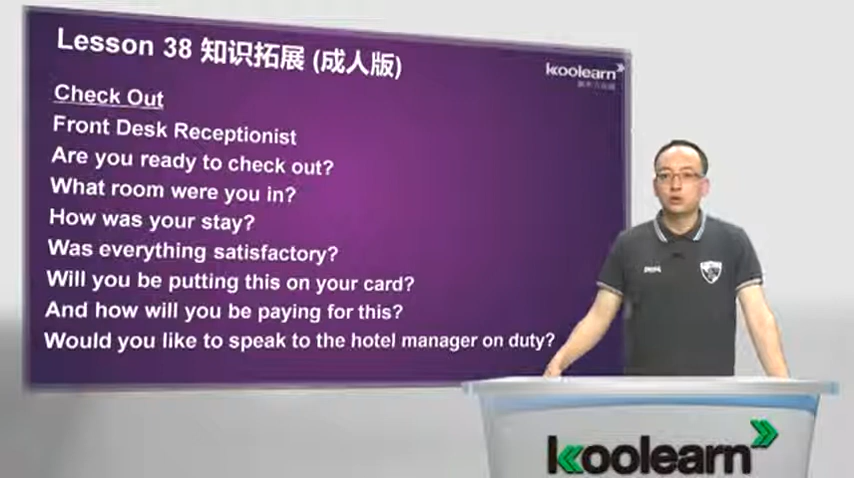 Lesson 38 知识拓展 (成人版)
koolearn
Check Out
Front Desk Receptionist
Are you ready to check out?
What room were you in?
How was your stay?
Was everything satisfactory?
Will you be putting this on your card?
And how will you be paying for this?
Would you like to speak to the hotel manager on duty?
koolearn